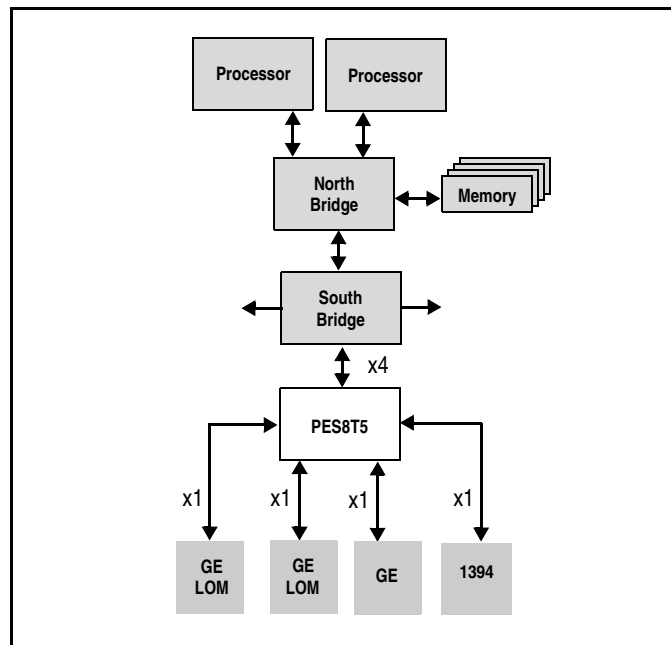 Processor
Processor
North
Bridge
Memory
South
Bridge
x4
PES8T5
x1
x1
x1
x1
GE
LOM
GE
LOM
GE
1394